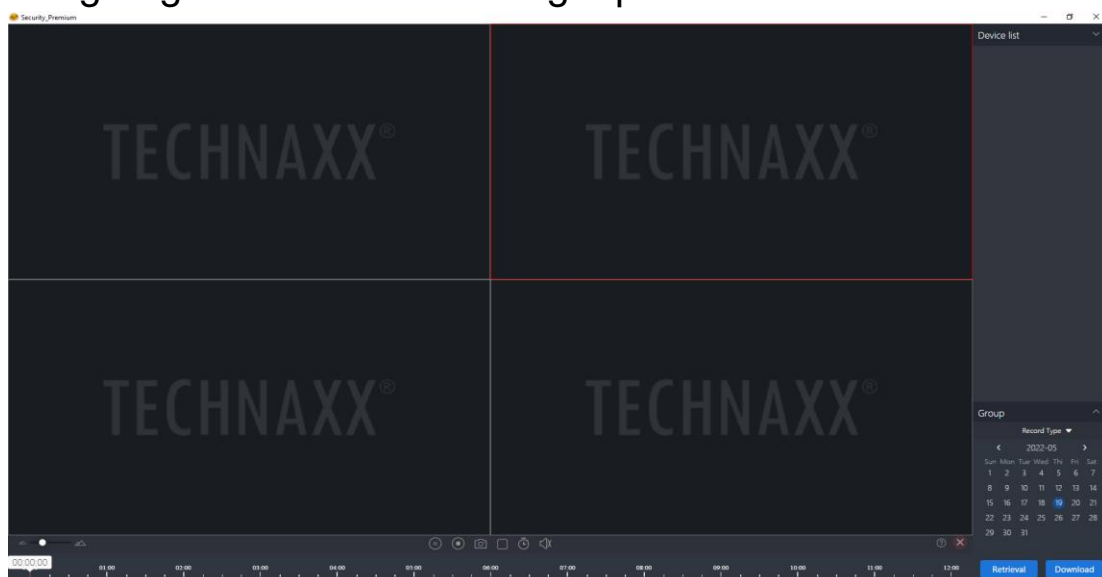 Security_Premium
Device list
TECHNAXX® TECHNAXX®
TECHNAXX® TECHNAXX®
Group
Record Type
2022-05
Sun Mon Tue Wed Thi Fri Sat
1 2 3 4 5 6 7
8 9 10 11 12 13 14
15 16 17 18 19 20 21
22 23 24 25 26 27 28
29 30 31
00:00:00 01:00 02:00 03:00 04:00 05:00 06:00 07:00 08:00 09:00 10:00 11:00 12:00
Retrieval Download